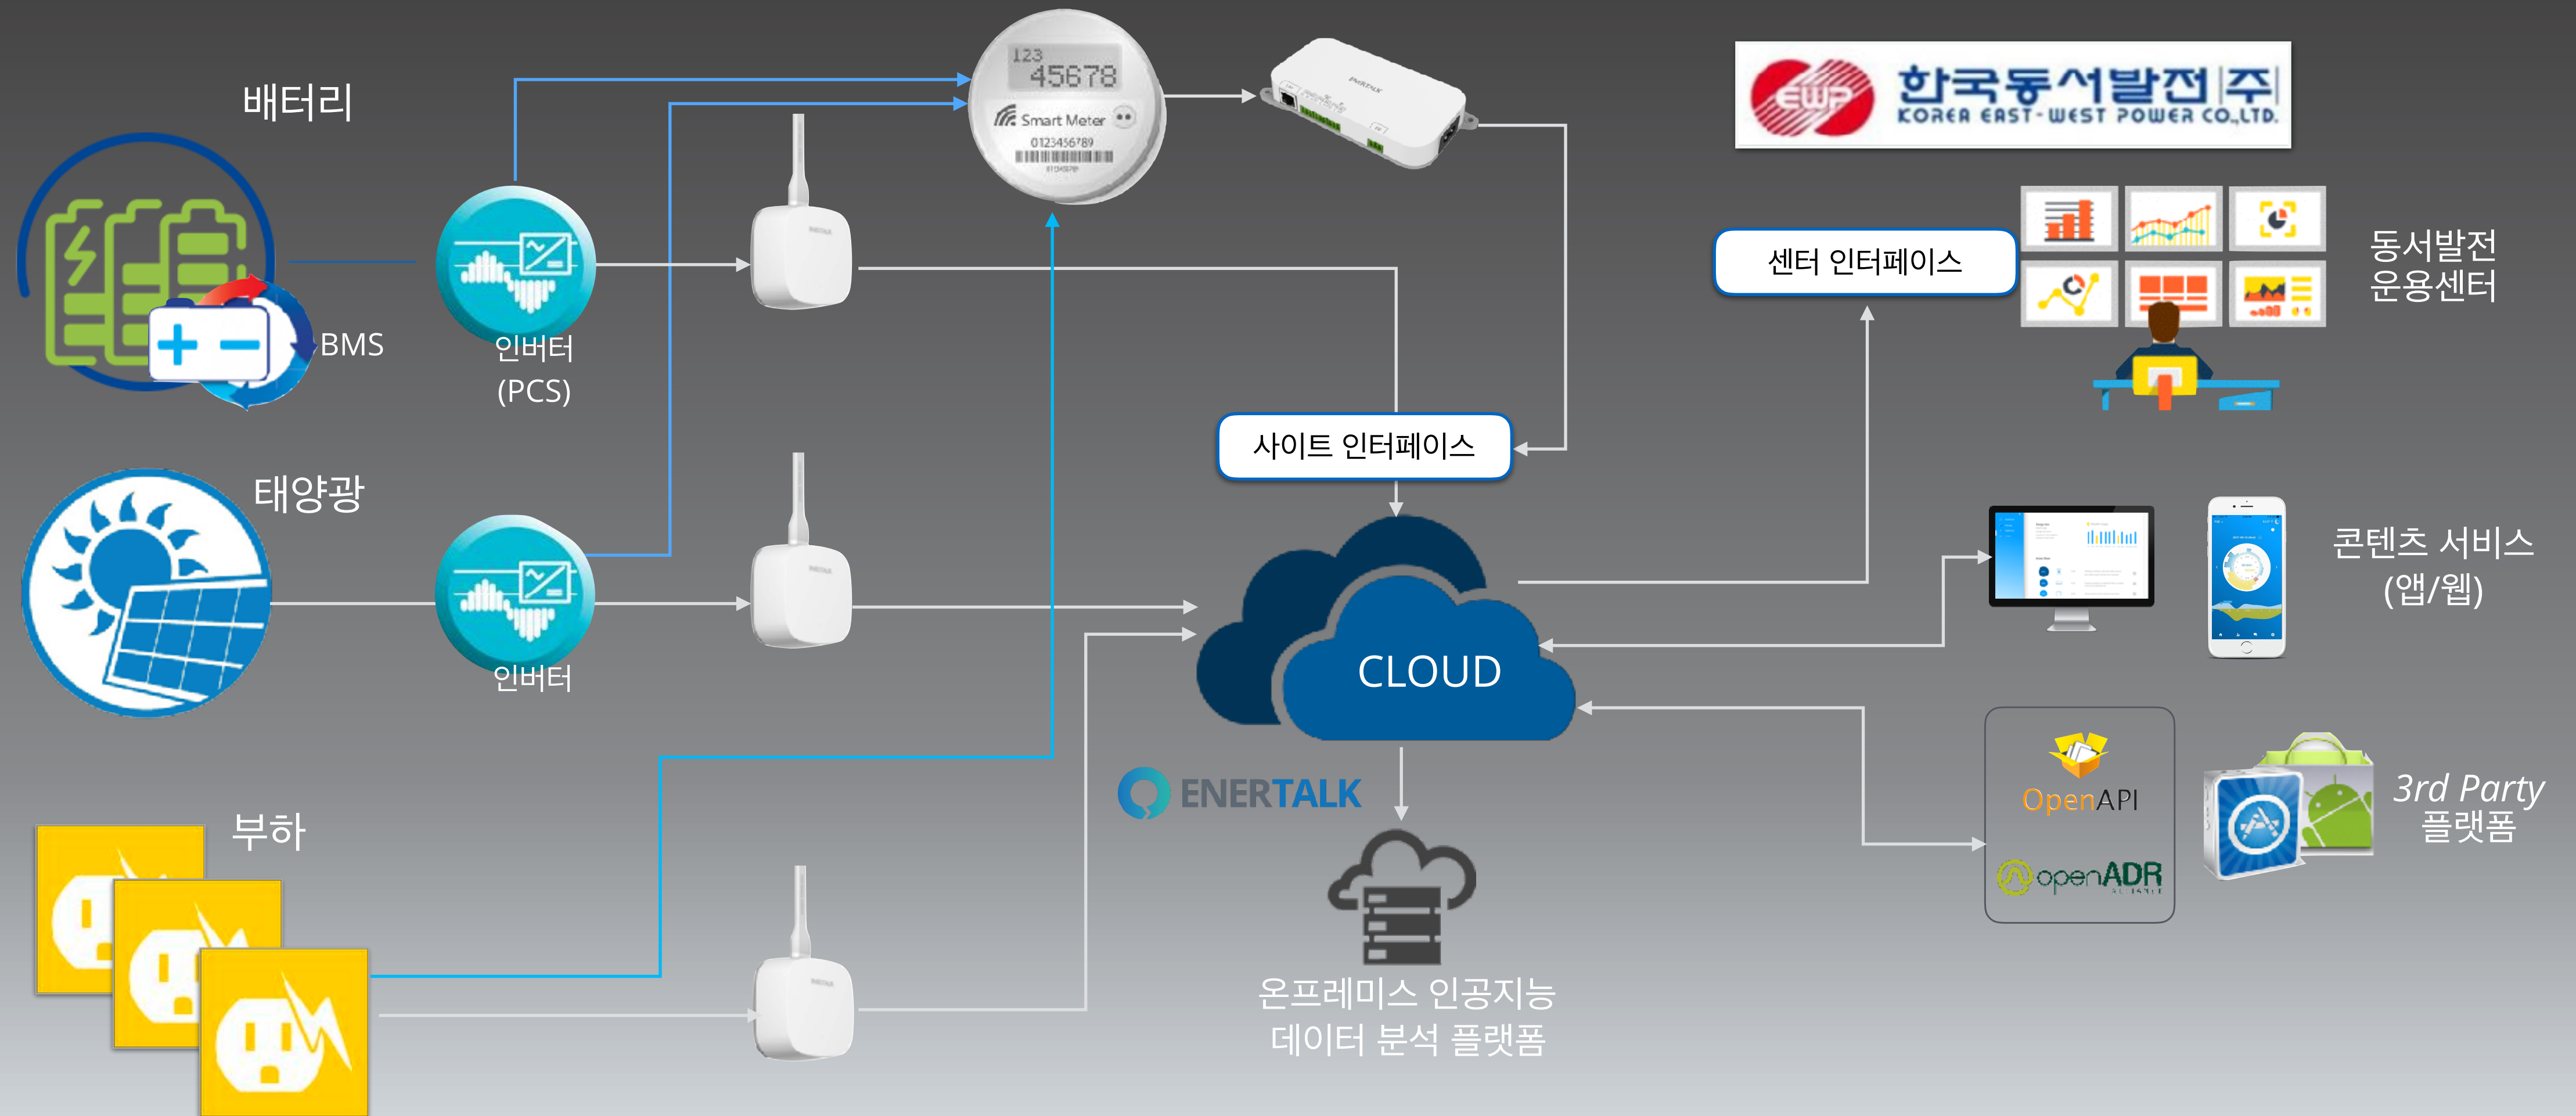 배터리
BMS
인버터
(PCS)
태양광
인버터
부하
123
45678
Smart Meter
0123456789
ENERTALK
EWP
한국동서발전(주)
KOREA EAST-WEST POWER CO.,LTD.
센터 인터페이스
동서발전
운용센터
사이트 인터페이스
CLOUD
콘텐츠 서비스
(앱/웹)
ENERTALK
OpenAPI
openADR
ALLIANCE
3rd Party
플랫폼
온프레미스 인공지능
데이터 분석 플랫폼